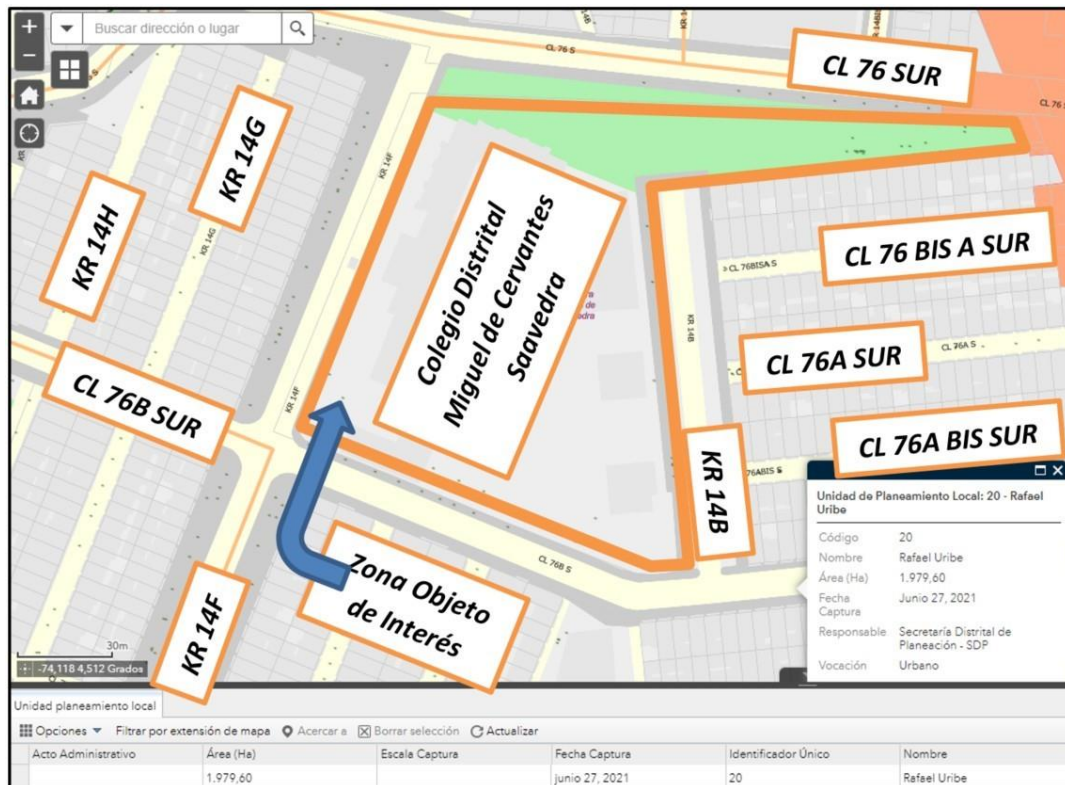 +
Buscar dirección o lugar
−
CL 76 S
CL 76 SUR
CL 76 S
KR 14G
KR 14F
KR 14H
KR 14G
Colegio Distrital
Miguel de Cervantes
Saavedra
CL 76 BIS A SUR
CL 76BISA S
KR 14B
CL 76A SUR
CL 76A S
CL 76B SUR
KR 14F
CL 76A BIS SUR
76ABIS S
KR 14B
CL 76B S
Zona Objeto
de Interés
KR 14F
30m
-74,118 4,512 Grados
Unidad de Planeamiento Local: 20 - Rafael
Uribe
Código 20
Nombre Rafael Uribe
Área (Ha) 1.979,60
Fecha Junio 27, 2021
Captura
Responsable Secretaría Distrital de
Planeación - SDP
Vocación Urbano
Unidad planeamiento local
Opciones Filtrar por extensión de mapa Acercar a Borrar selección Actualizar
Acto Administrativo Área (Ha) Escala Captura Fecha Captura Identificador Único Nombre
1.979,60 junio 27, 2021 20 Rafael Uribe